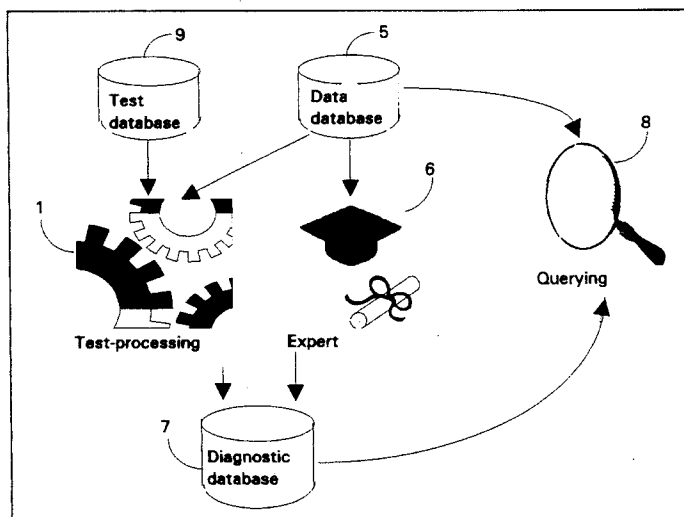 9
5
Test
database
Data
database
8
1
6
Querying
Test-processing
Expert
7
Diagnostic
database